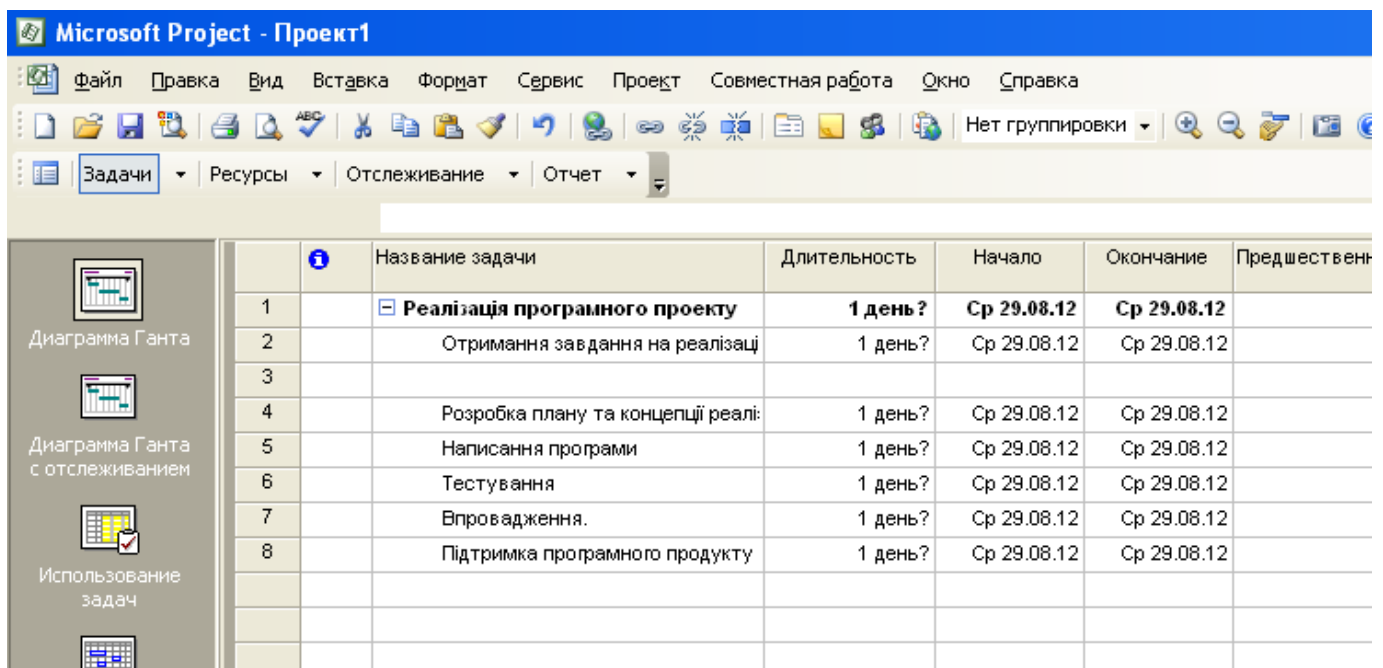 Microsoft Project - Проект1
Файл Правка Вид Вставка Формат Сервис Проект Совместная работа Окно Справка
ABC Нет группировки
Задачи Ресурсы Отслеживание Отчет
Название задачи Длительность Начало Окончание Предшественн
1 Реалізація програмного проекту 1 день? Ср 29.08.12 Ср 29.08.12
Диаграмма Ганта
2 Отримання завдання на реалізаці 1 день? Ср 29.08.12 Ср 29.08.12
3
4 Розробка плану та концепції реалі 1 день? Ср 29.08.12 Ср 29.08.12
Диаграмма Ганта
с отслеживанием
5 Написання програми 1 день? Ср 29.08.12 Ср 29.08.12
6 Тестування 1 день? Ср 29.08.12 Ср 29.08.12
7 Впровадження. 1 день? Ср 29.08.12 Ср 29.08.12
8 Підтримка програмного продукту 1 день? Ср 29.08.12 Ср 29.08.12
Использование
задач